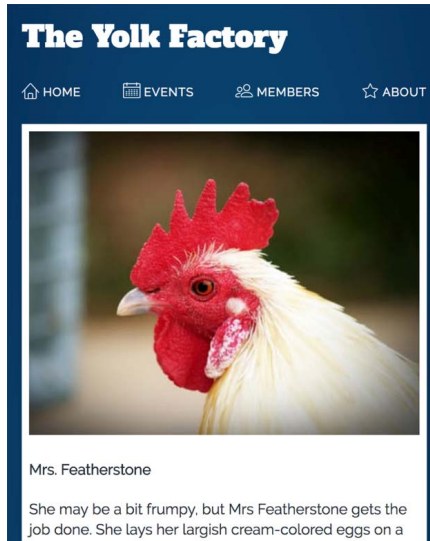 The Yolk Factory
HOME EVENTS MEMBERS ABOUT
Mrs. Featherstone
She may be a bit frumpy, but Mrs Featherstone gets the
job done. She lays her largish cream-colored eggs on a